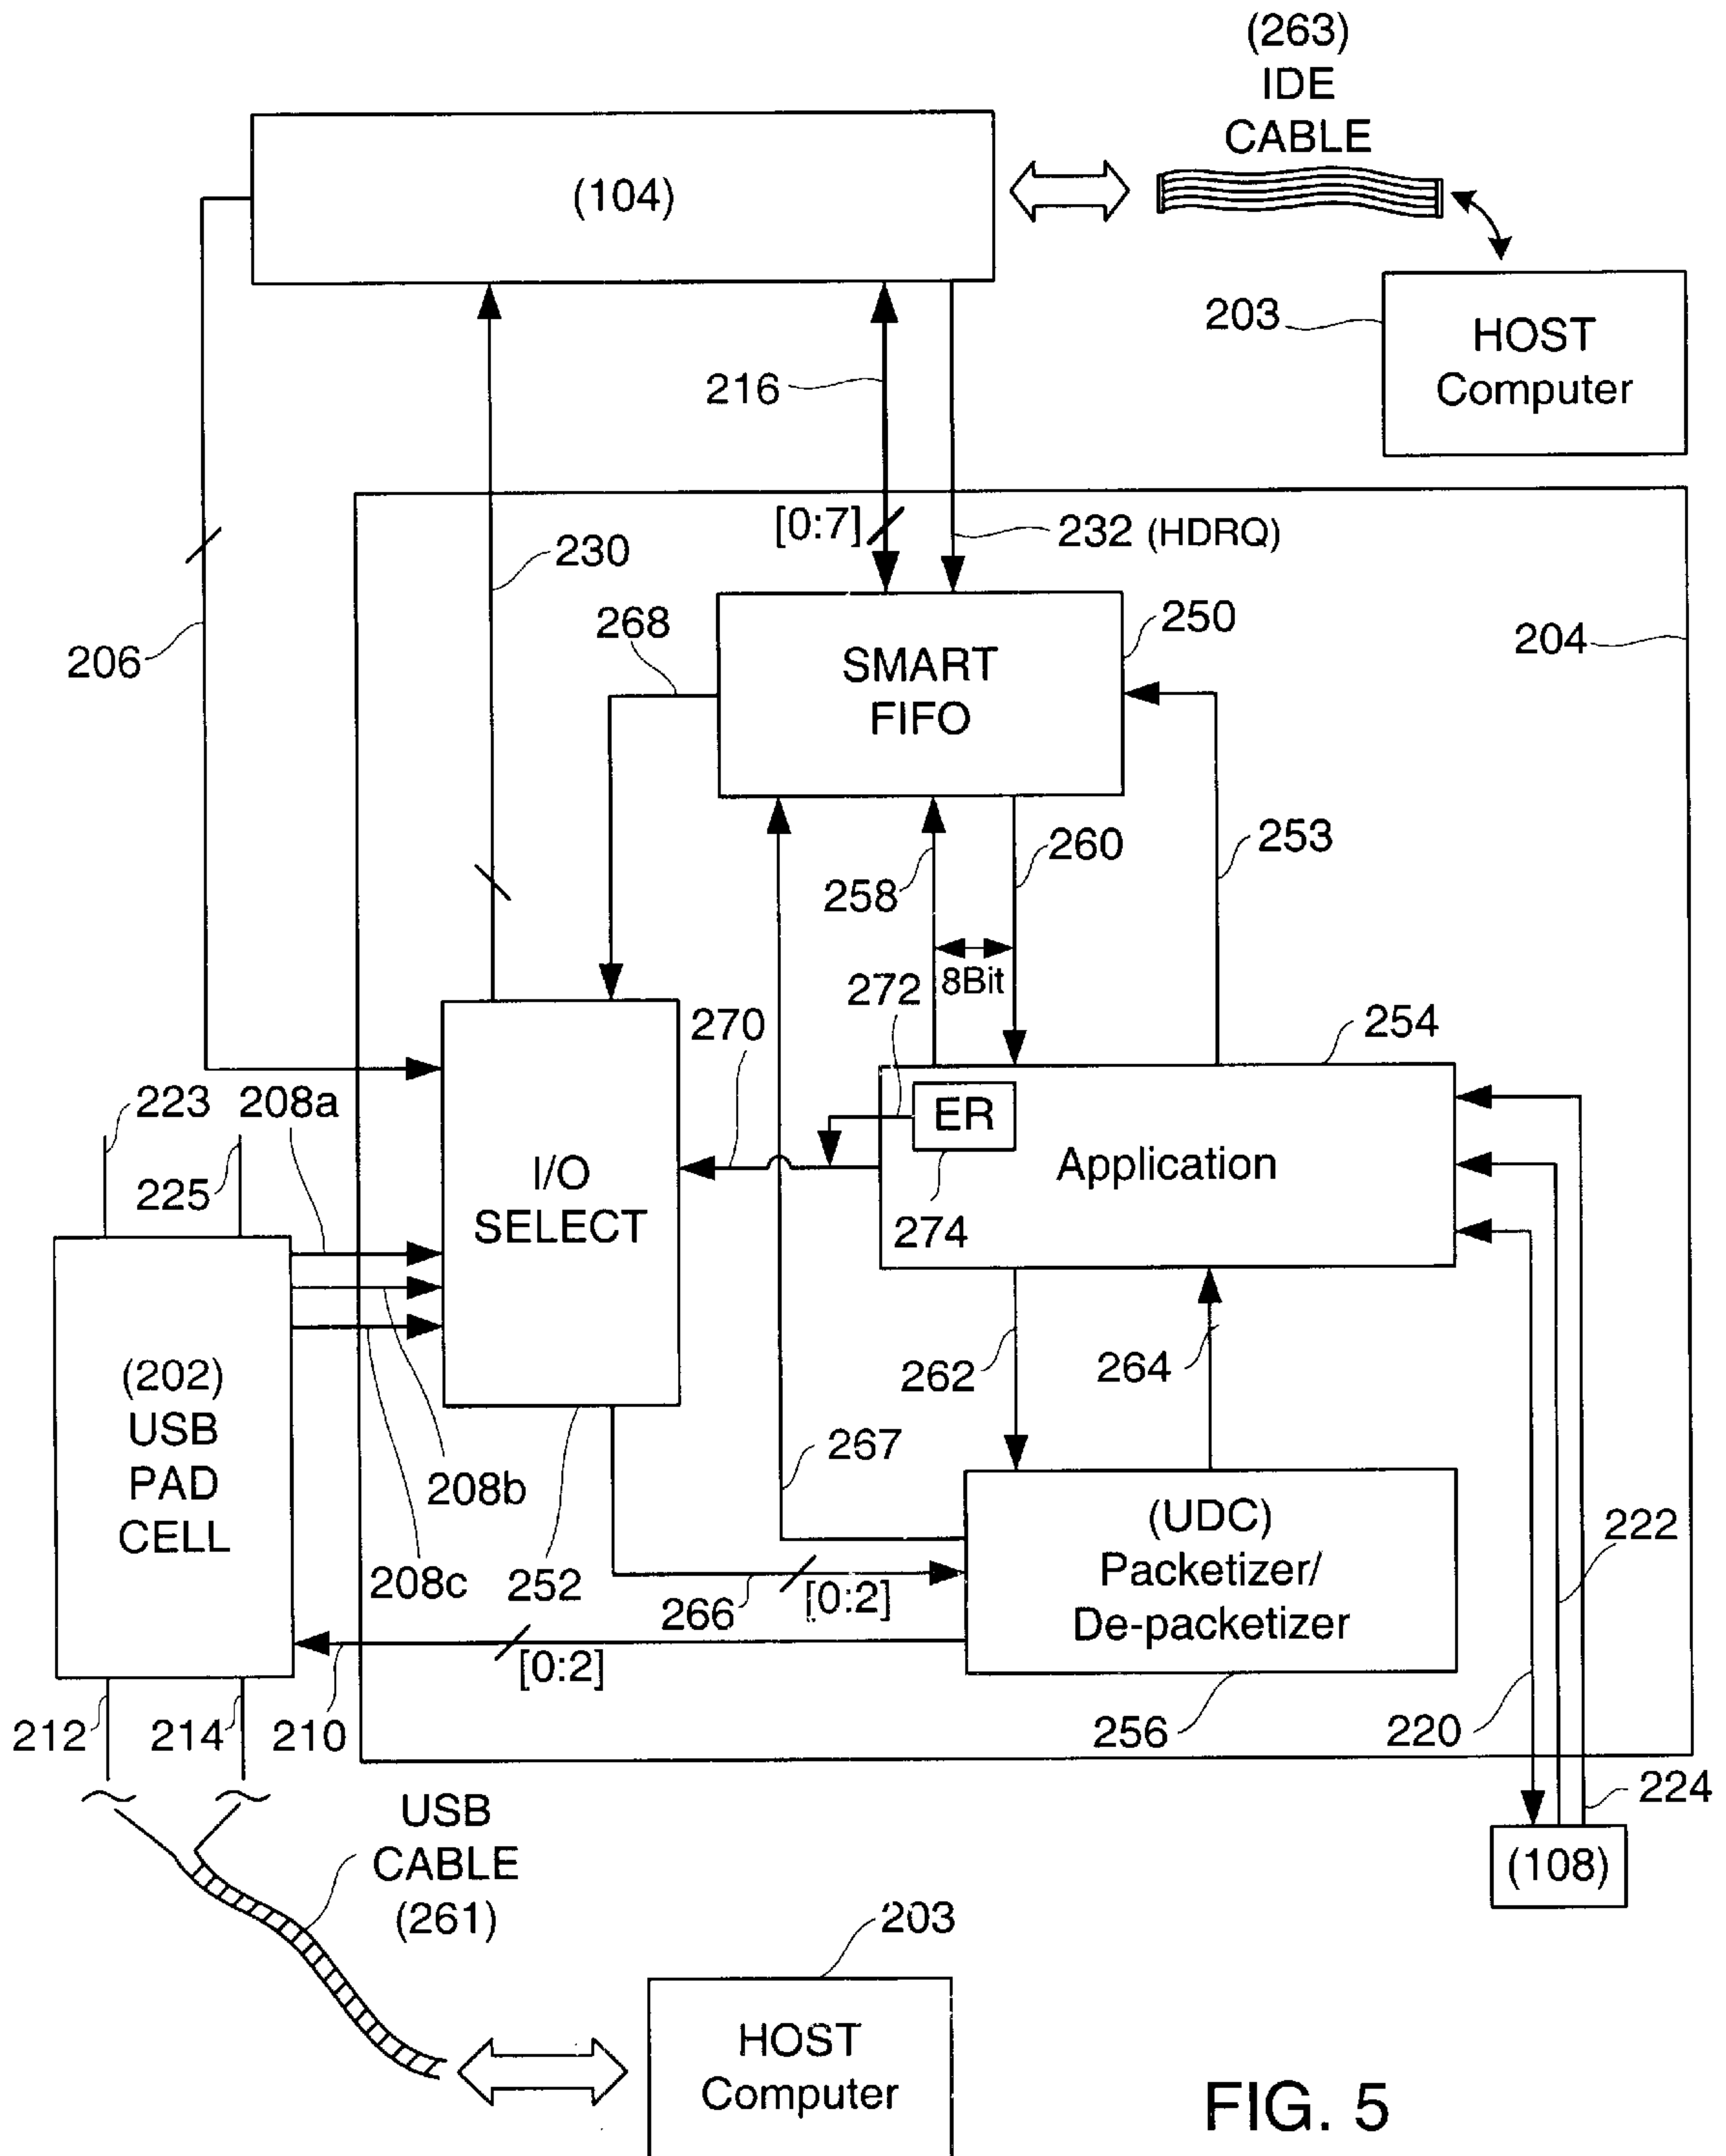 (263)
IDE
CABLE
(104)
203
HOST
Computer
216
[0:7]
232 (HDRQ)
230
206
268
250
204
SMART
FIFO
258
260
253
8Bit
272
270
254
223
208a
225
ER
I/O
SELECT
Application
274
(202)
USB
PAD
CELL
262
264
267
208b
208c
252
266
[0:2]
(UDC)
Packetizer/
De-packetizer
222
212
214
210
[0:2]
256
220
224
USB
CABLE
(261)
(108)
203
HOST
Computer
FIG. 5